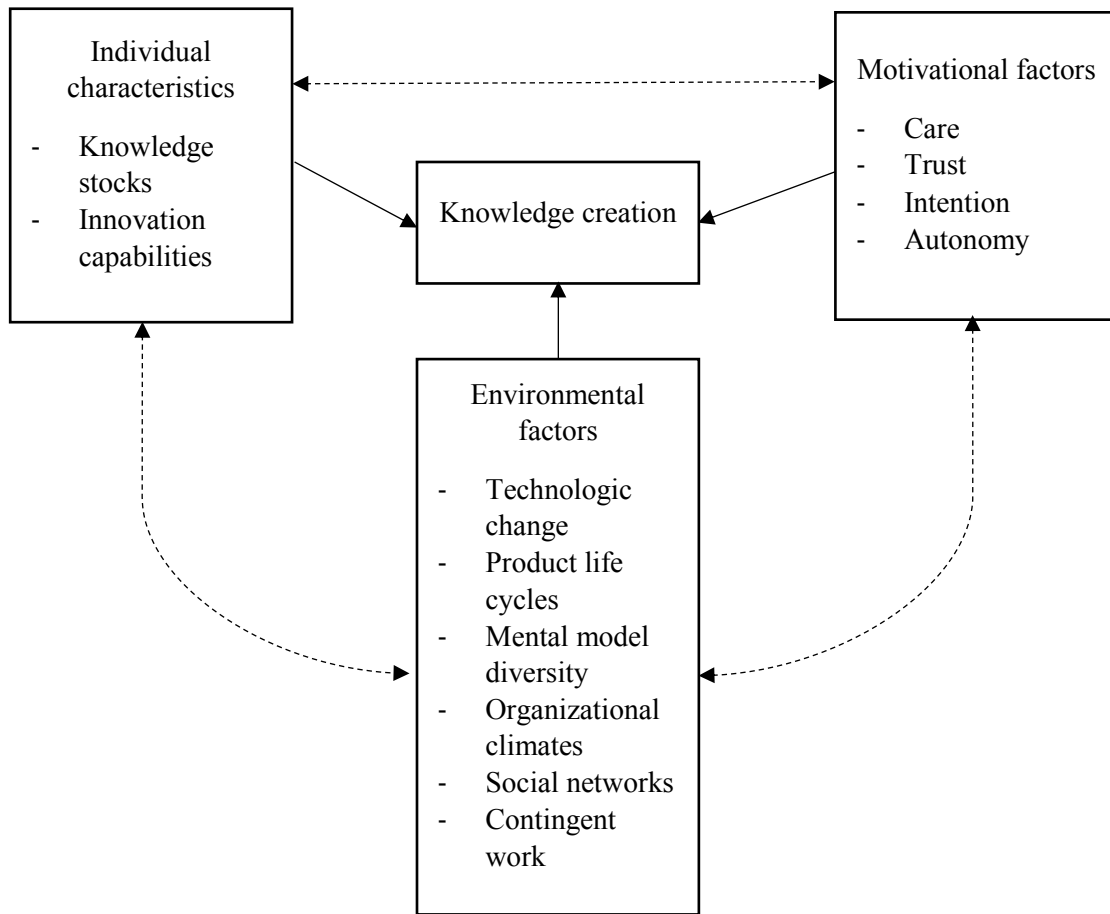 Individual
characteristics
- Knowledge
stocks
- Innovation
capabilities
Motivational factors
- Care
- Trust
- Intention
- Autonomy
Knowledge creation
Environmental
factors
- Technologic
change
- Product life
cycles
- Mental model
diversity
- Organizational
climates
- Social networks
- Contingent
work